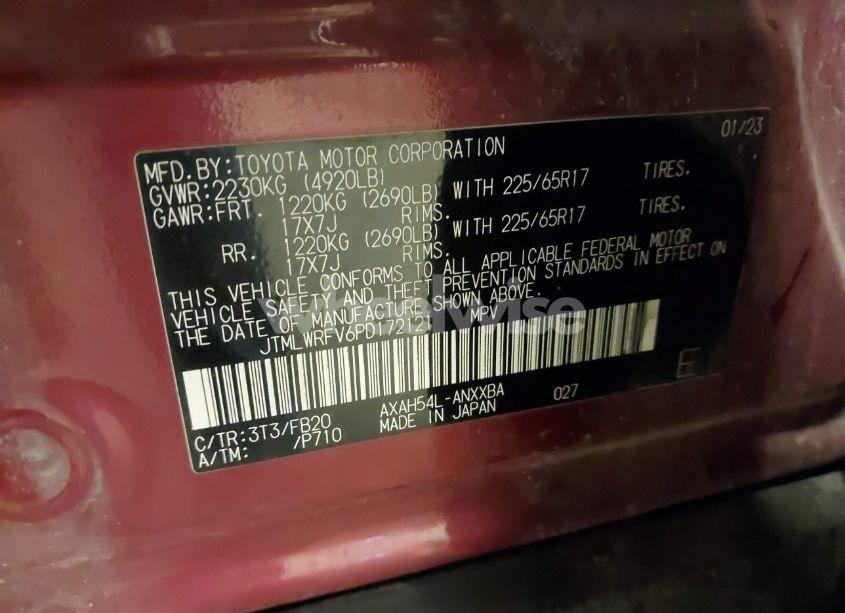 01/23
MFD.BY:TOYOTA MOTOR CORPORATION
GVWR:2230KG (4920LB)
GAWR:FRT. 1220KG (2690LB) WITH 225/65R17 TIRES.
17X7J RIMS.
RR. 1220KG (2690LB) WITH 225/65R17 TIRES.
17X7J RIMS.
THIS VEHICLE CONFORMS TO ALL APPLICABLE FEDERAL MOTOR
VEHICLE SAFETY AND THEFT PREVENTION STANDARDS IN EFFECT ON
THE DATE OF MANUFACTURE SHOWN ABOVE.
MPV
C/TR:3T3/FB20 AXAH54L-ANXXBA 027 E
A/TM: /P710 MADE IN JAPAN